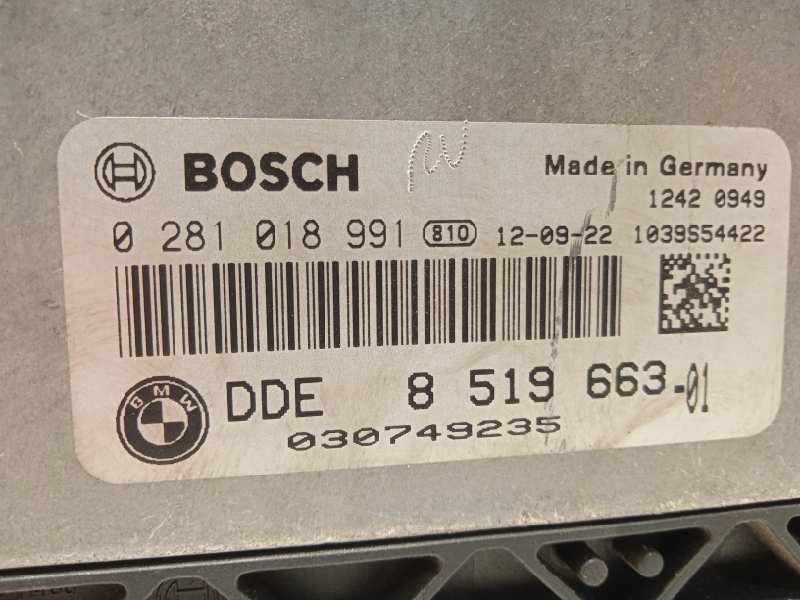 BOSCH
Made in Germany
1242 0949
0 281 018 991 810 12-09-22 1039S54422
BMW
DDE 8 519 663-01
030749235